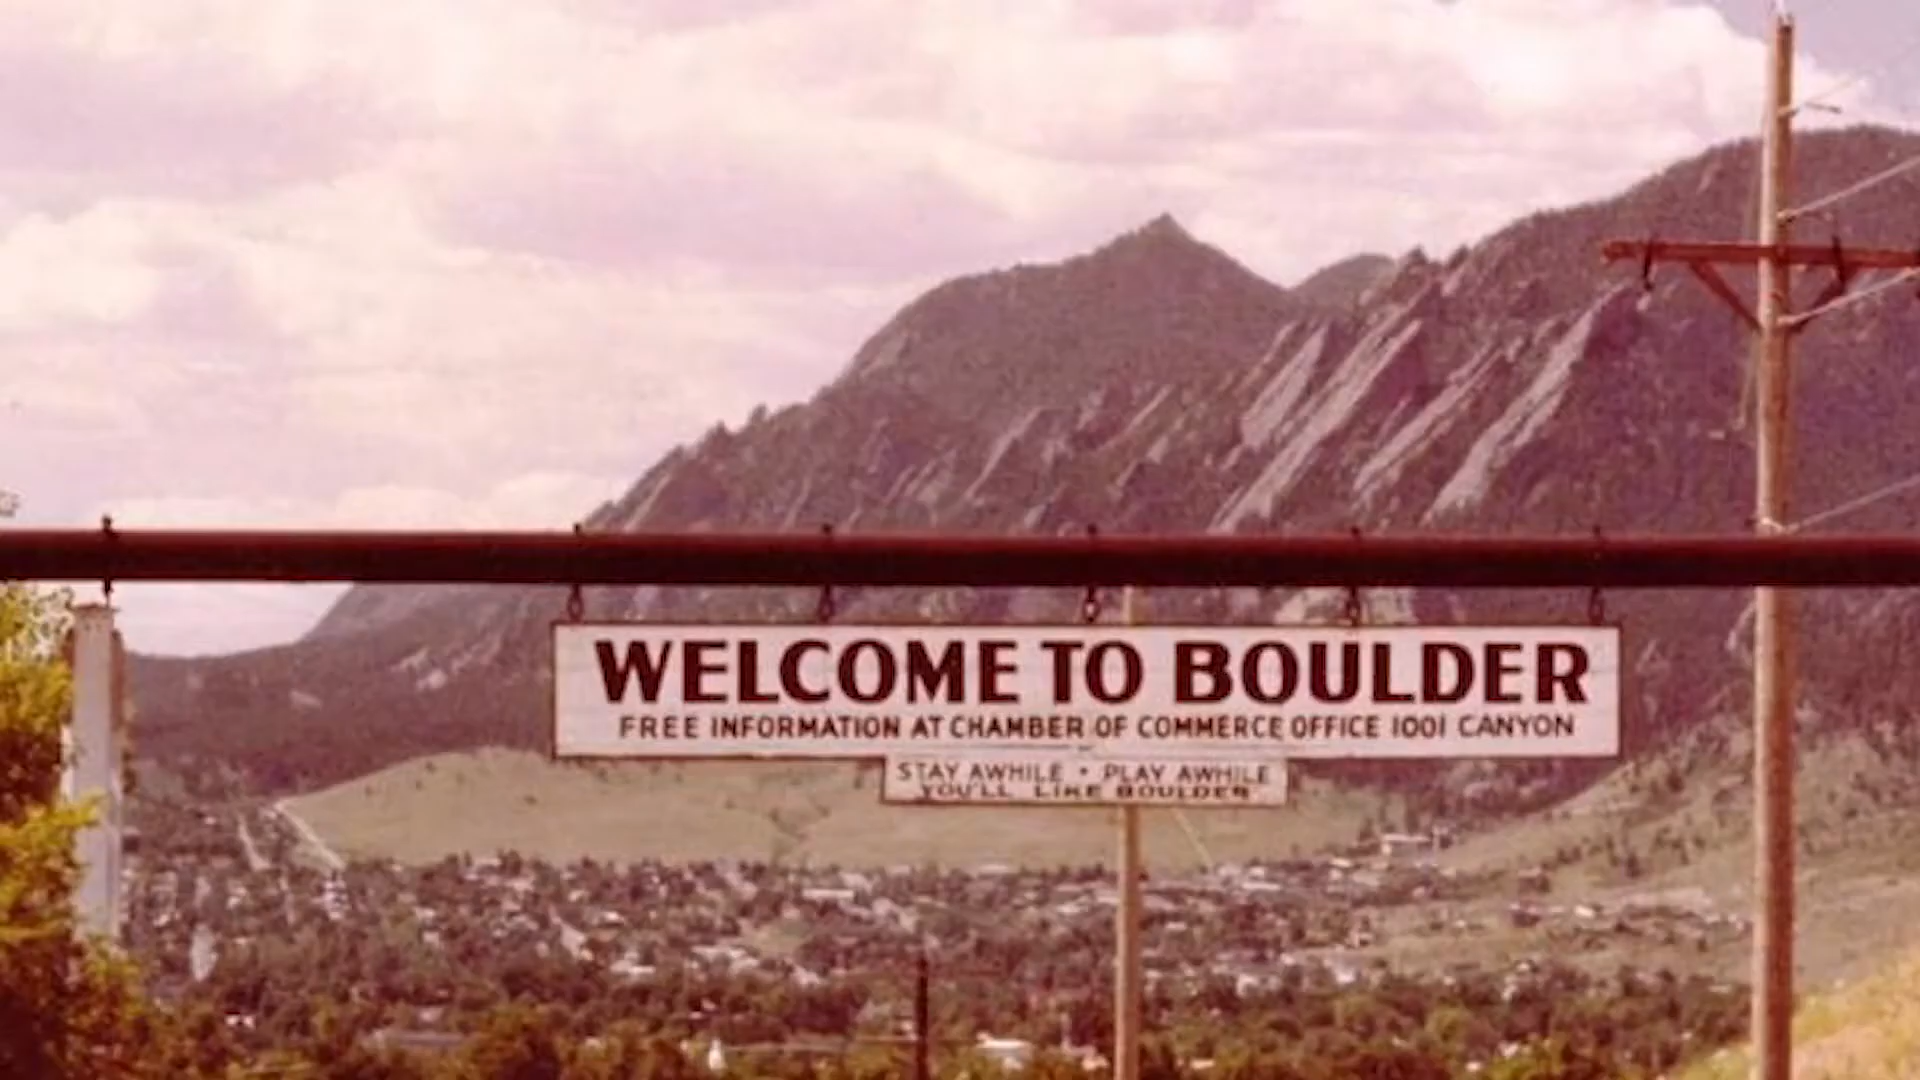 WELCOME TO BOULDER
FREE INFORMATION AT CHAMBER OF COMMERCE OFFICE 1001 CANYON
STAY AWHILE • PLAY AWHILE
YOU'LL LIKE BOULDER